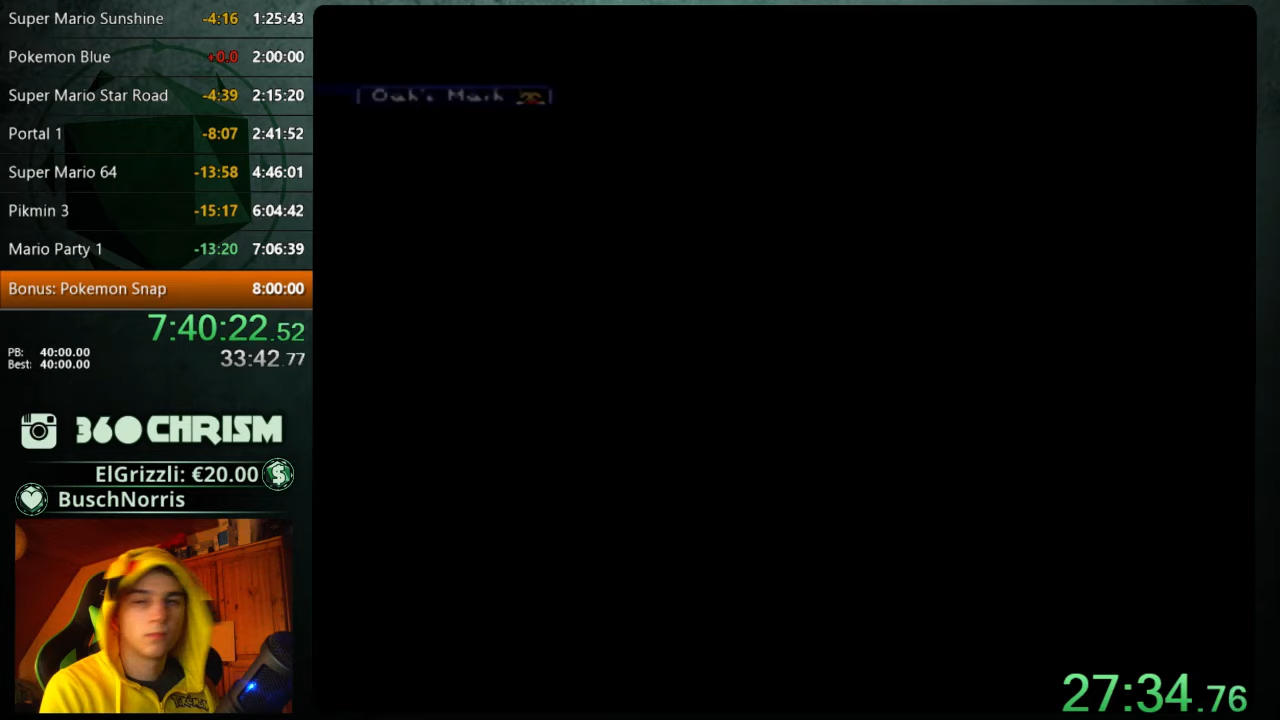 Super Mario Sunshine -4:16 1:25:43
Pokemon Blue +0.0 2:00:00
Super Mario Star Road -4:39 2:15:20
Portal 1 -8:07 2:41:52
Super Mario 64 -13:58 4:46:01
Pikmin 3 -15:17 6:04:42
Mario Party 1 -13:20 7:06:39
Bonus: Pokemon Snap 8:00:00
7:40:22.52
PB: 40:00.00
Best: 40:00.00
33:42.77
360CHRISM
ElGrizzli: €20.00
BuschNorris
Oak's Mark
27:34.76